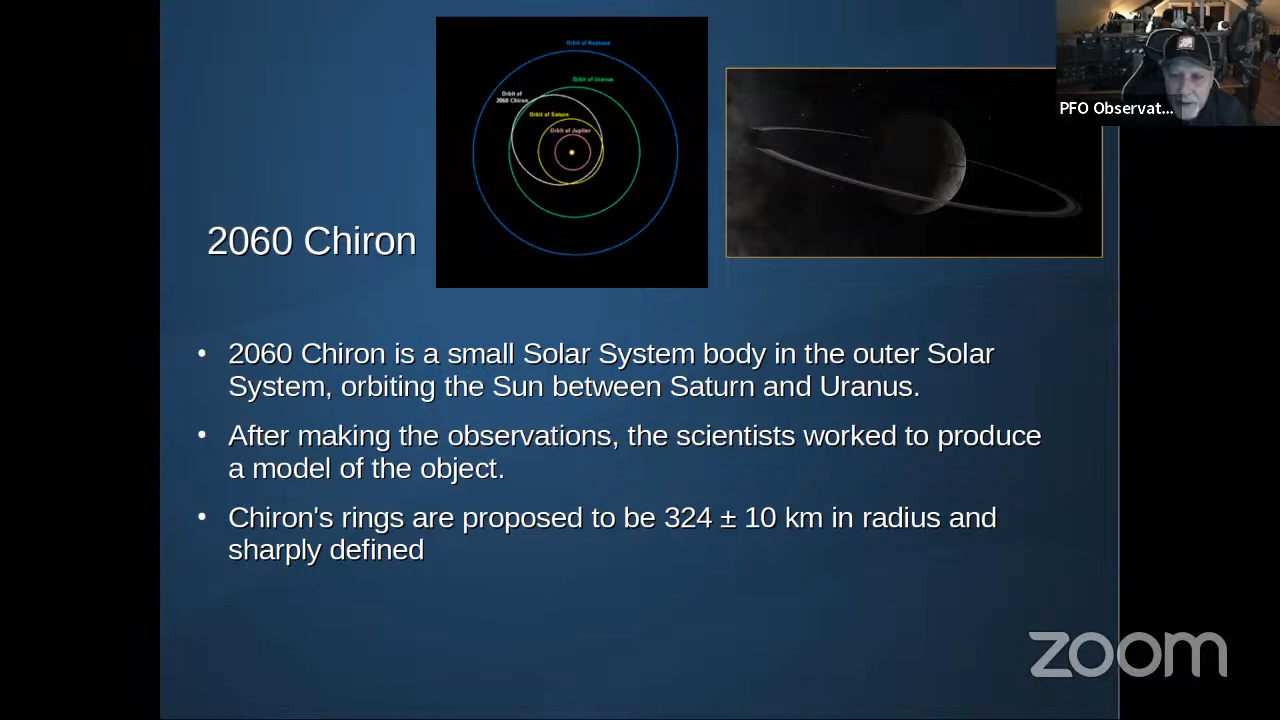 Orbit of Neptune
Orbit of Uranus
Orbit of
2060 Chiron
Orbit of Saturn
Orbit of Jupiter
PFO Observat...
2060 Chiron
• 2060 Chiron is a small Solar System body in the outer Solar
System, orbiting the Sun between Saturn and Uranus.
• After making the observations, the scientists worked to produce
a model of the object.
• Chiron's rings are proposed to be 324 ± 10 km in radius and
sharply defined
zoom